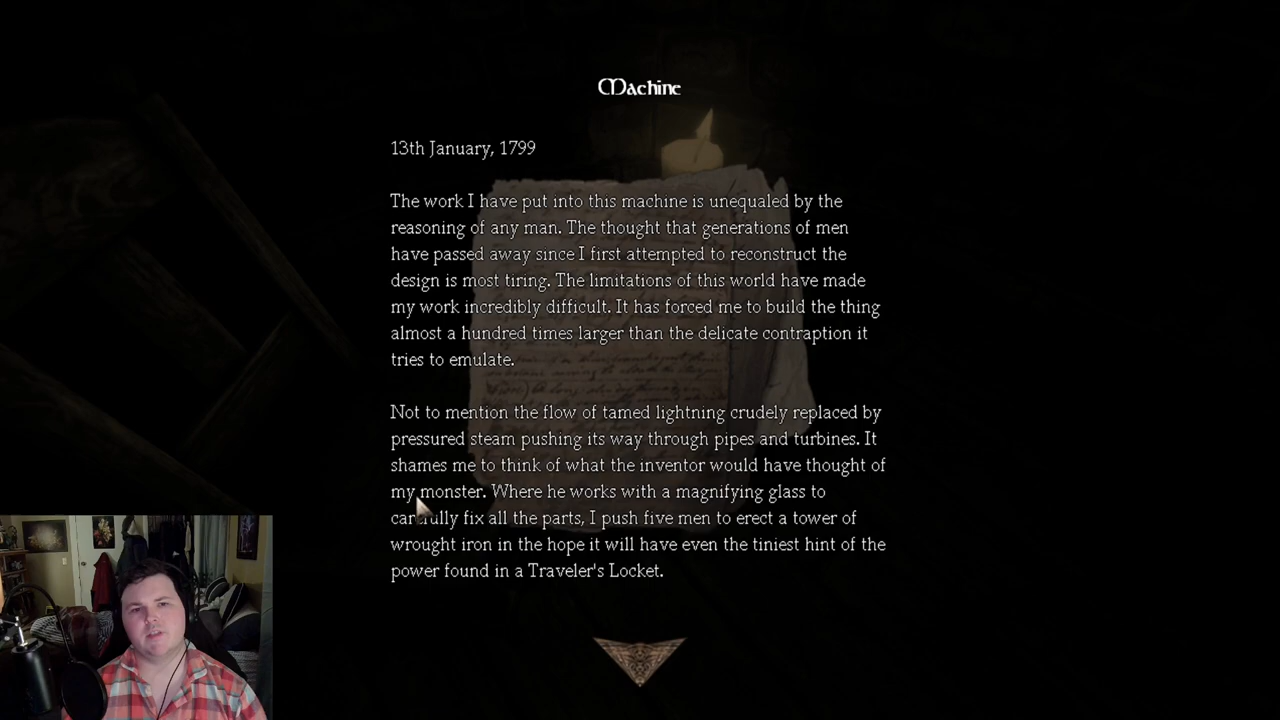 Machine
13th January, 1799
The work I have put into this machine is unequaled by the
reasoning of any man. The thought that generations of men
have passed away since I first attempted to reconstruct the
design is most tiring. The limitations of this world have made
my work incredibly difficult. It has forced me to build the thing
almost a hundred times larger than the delicate contraption it
tries to emulate.
Not to mention the flow of tamed lightning crudely replaced by
pressured steam pushing its way through pipes and turbines. It
shames me to think of what the inventor would have thought of
my monster. Where he works with a magnifying glass to
carefully fix all the parts, I push five men to erect a tower of
wrought iron in the hope it will have even the tiniest hint of the
power found in a Traveler's Locket.